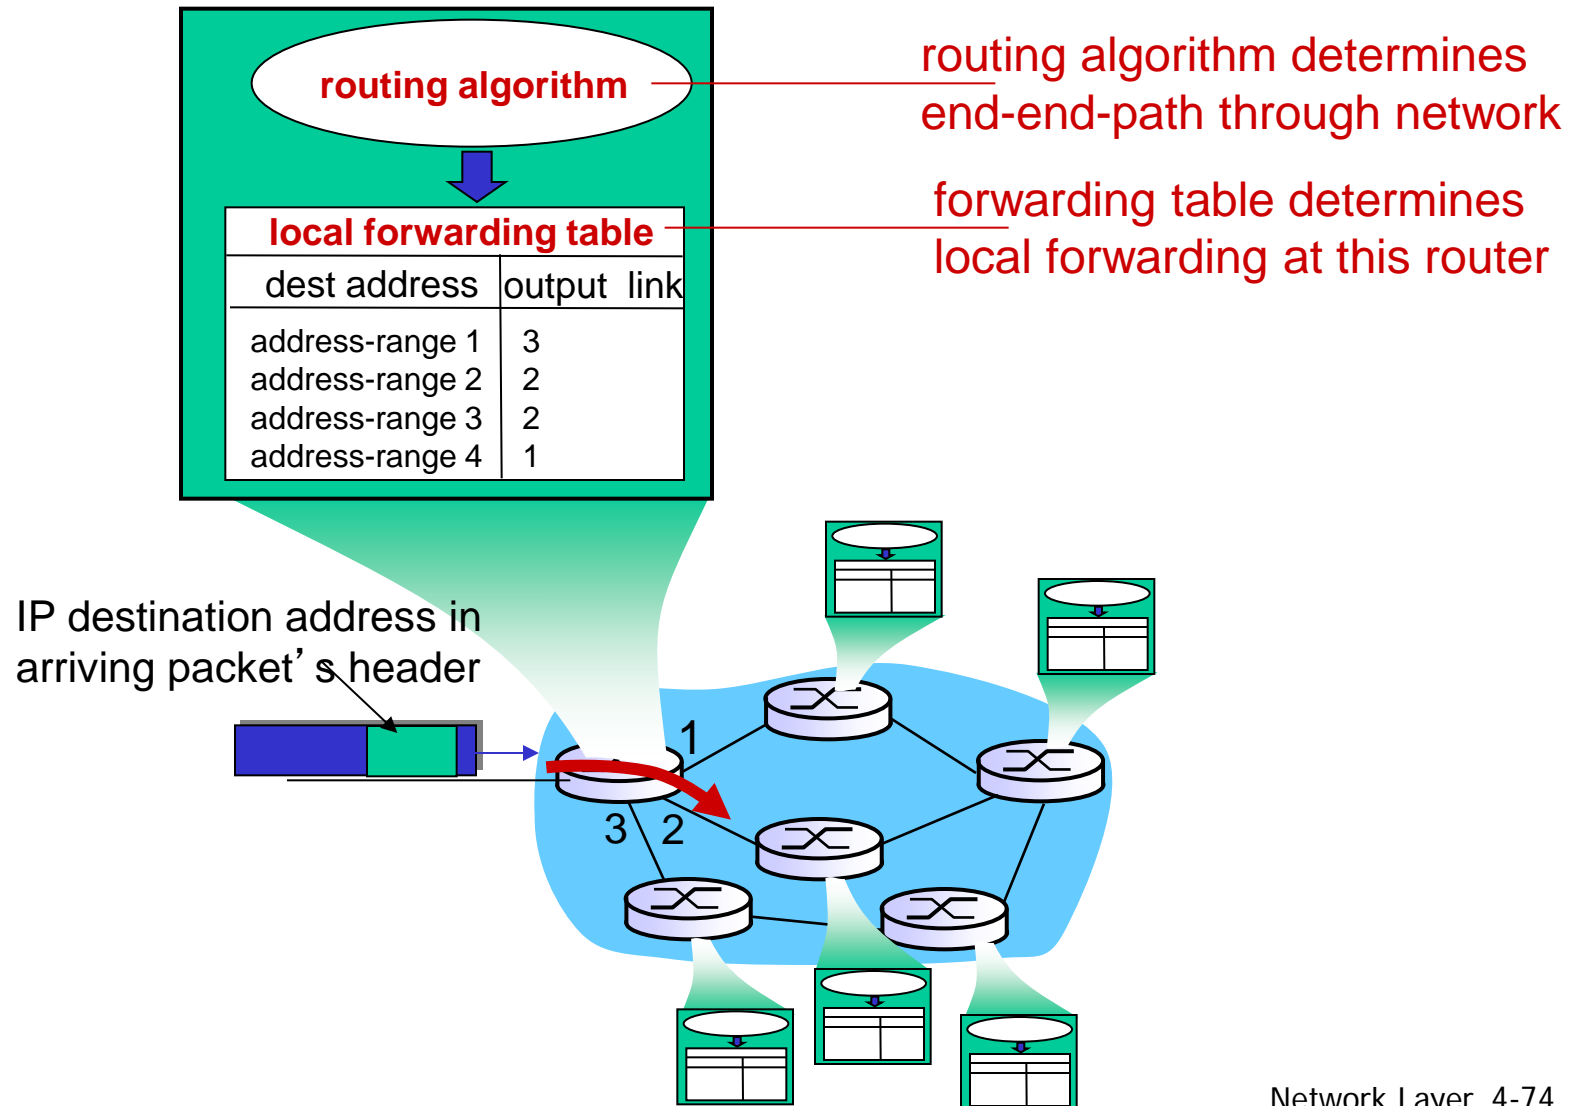 routing algorithm
routing algorithm determines
end-end-path through network
forwarding table determines
local forwarding at this router
local forwarding table
dest address output link
address-range 1 3
address-range 2 2
address-range 3 2
address-range 4 1
IP destination address in
arriving packet’s header
1
3 2
Network Layer 4-74